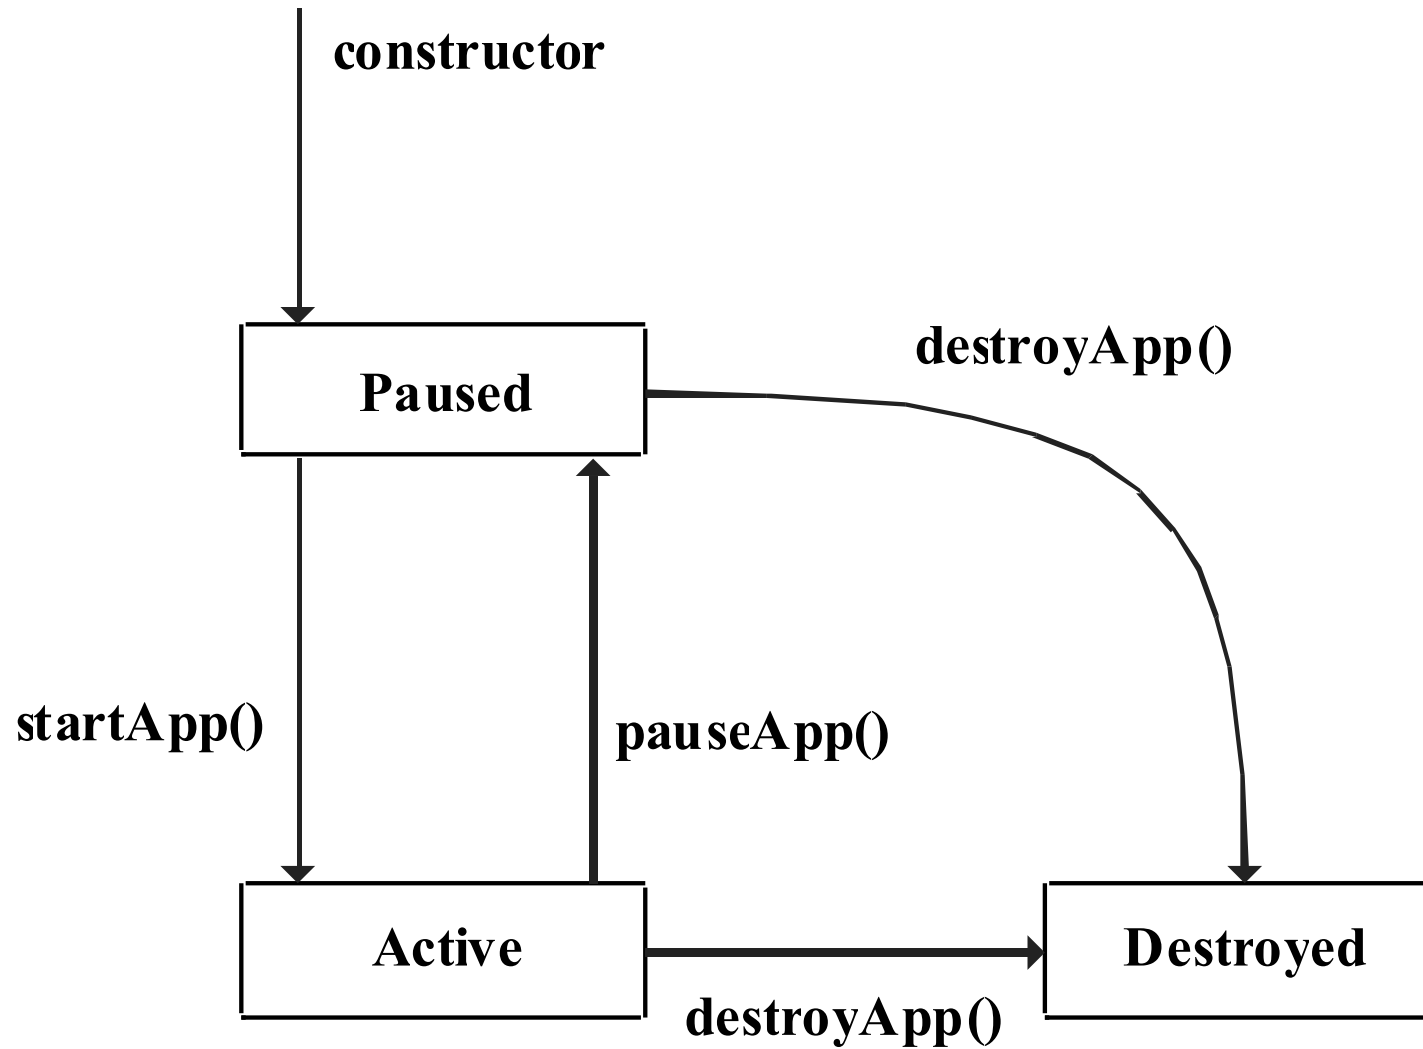 constructor
destroyApp()
Paused
startApp()
pauseApp()
Active
Destroyed
destroyApp()